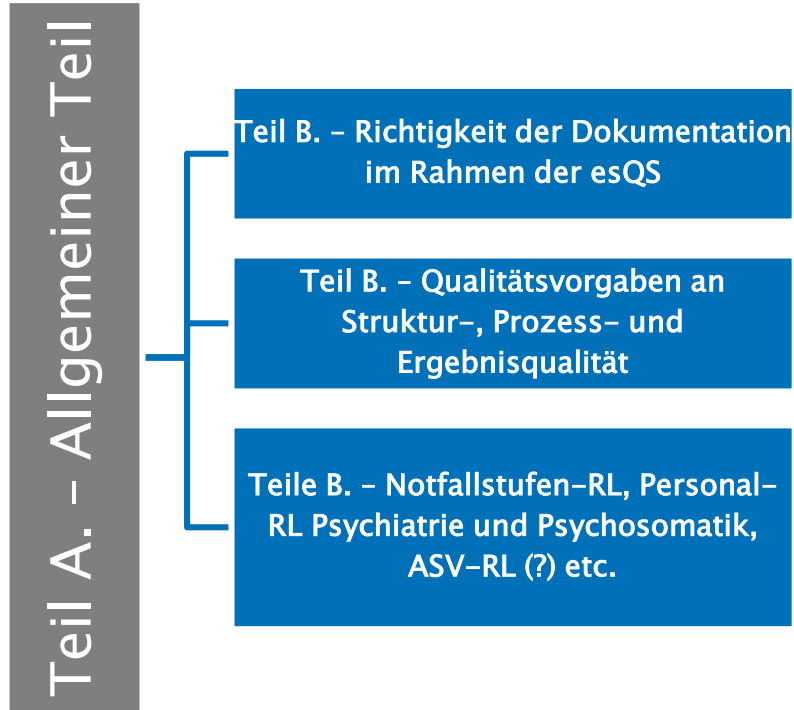 Teil A. – Allgemeiner Teil
Teil B. – Richtigkeit der Dokumentation
im Rahmen der esQS
Teil B. – Qualitätsvorgaben an
Struktur–, Prozess– und
Ergebnisqualität
Teile B. – Notfallstufen–RL, Personal–
RL Psychiatrie und Psychosomatik,
ASV–RL (?) etc.